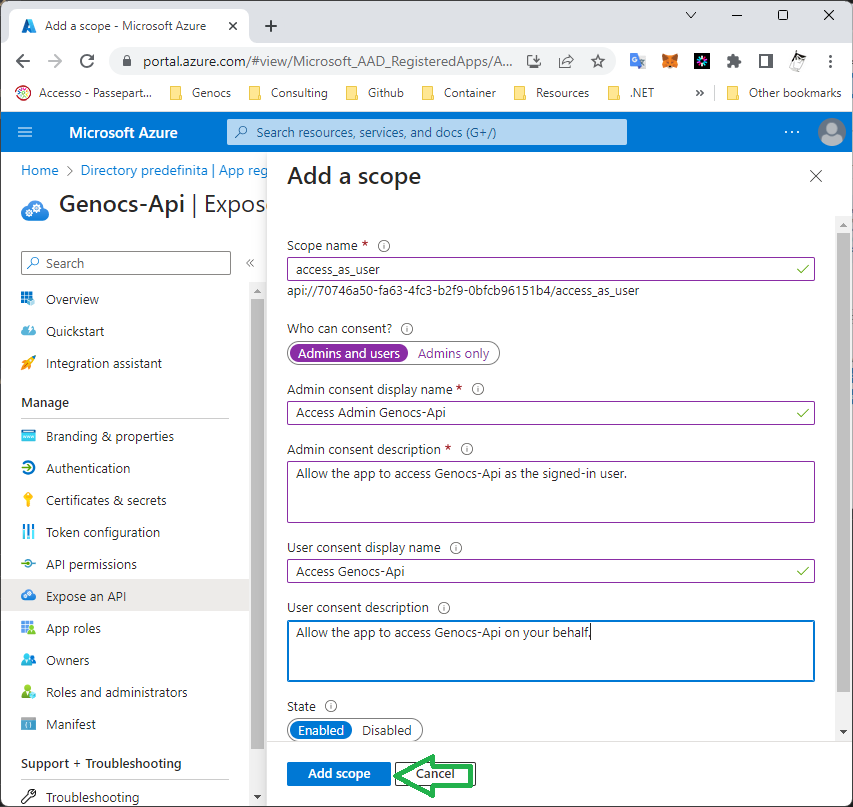 Add a scope - Microsoft Azure
portal.azure.com/#view/Microsoft_AAD_RegisteredApps/A...
Accesso - Passepart...
Genocs
Consulting
Github
Container
Resources
.NET
»
Other bookmarks
Microsoft Azure
Search resources, services, and docs (G+/)
...
Home > Directory predefinita | App reg
Genocs-Api | Expose
Search
«
Overview
Quickstart
Integration assistant
Manage
Branding & properties
Authentication
Certificates & secrets
Token configuration
API permissions
Expose an API
App roles
Owners
Roles and administrators
Manifest
Support + Troubleshooting
Troubleshooting
Add a scope
Scope name *
access_as_user
api://70746a50-fa63-4fc3-b2f9-0bfcb96151b4/access_as_user
Who can consent?
Admins and users Admins only
Admin consent display name *
Access Admin Genocs-Api
Admin consent description *
Allow the app to access Genocs-Api as the signed-in user.
User consent display name
Access Genocs-Api
User consent description
Allow the app to access Genocs-Api on your behalf.
State
Enabled Disabled
Add scope Cancel